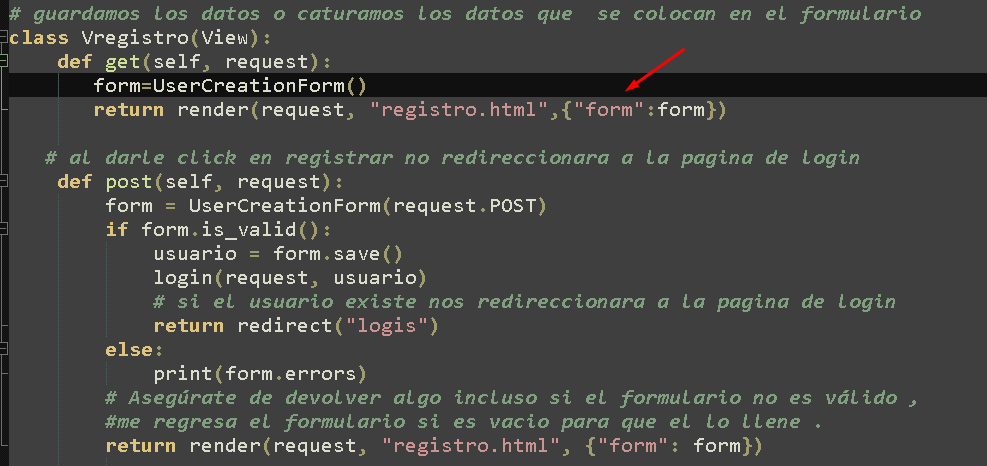 # guardamos los datos o caturamos los datos que  se colocan en el formulario
class Vregistro(View):
    def get(self, request):
       form=UserCreationForm()
       return render(request, "registro.html",{"form":form})
   # al darle click en registrar no redireccionara a la pagina de login
    def post(self, request):
        form = UserCreationForm(request.POST)
        if form.is_valid():
            usuario = form.save()
            login(request, usuario)
            # si el usuario existe nos redireccionara a la pagina de login
            return redirect("logis")
        else:
            print(form.errors)
        # Asegúrate de devolver algo incluso si el formulario no es válido ,
        #me regresa el formulario si es vacio para que el lo llene .
        return render(request, "registro.html", {"form": form})